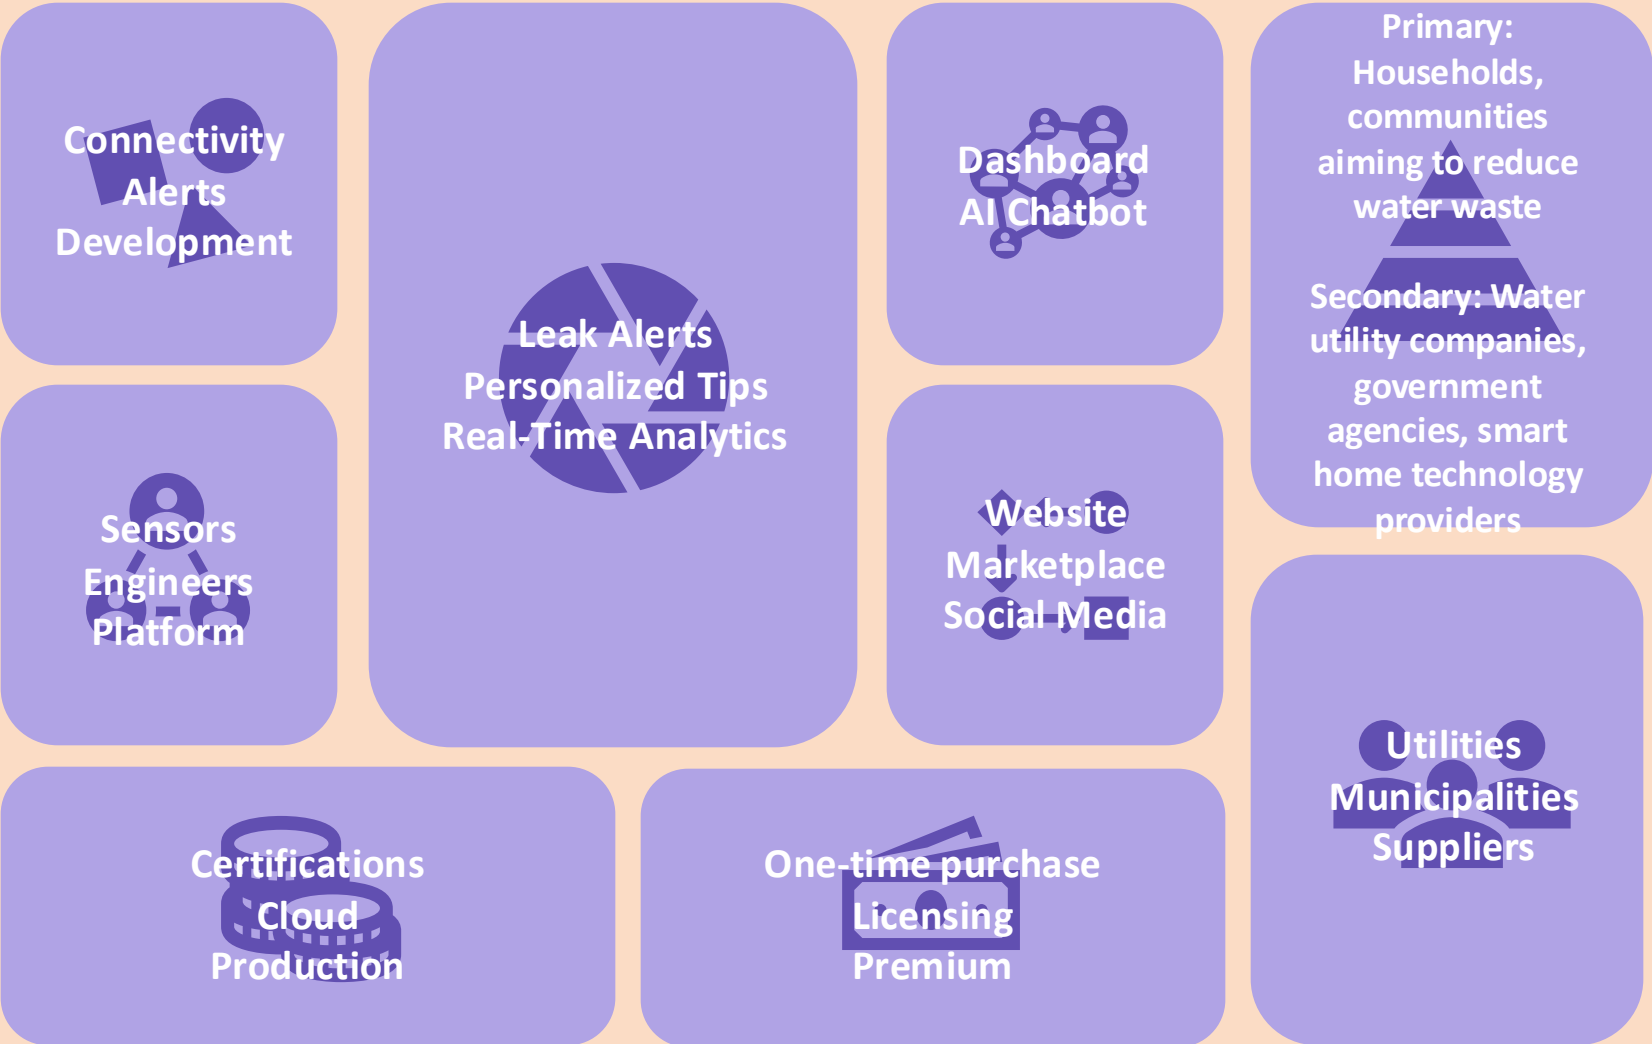 Connectivity
Alerts
Development
Leak Alerts
Personalized Tips
Real-Time Analytics
Dashboard
AI Chatbot
Primary:
Households,
communities
aiming to reduce
water waste
Secondary: Water
utility companies,
government
agencies, smart
home technology
providers
Sensors
Engineers
Platform
Website
Marketplace
Social Media
Utilities
Municipalities
Suppliers
Certifications
Cloud
Production
One-time purchase
Licensing
Premium